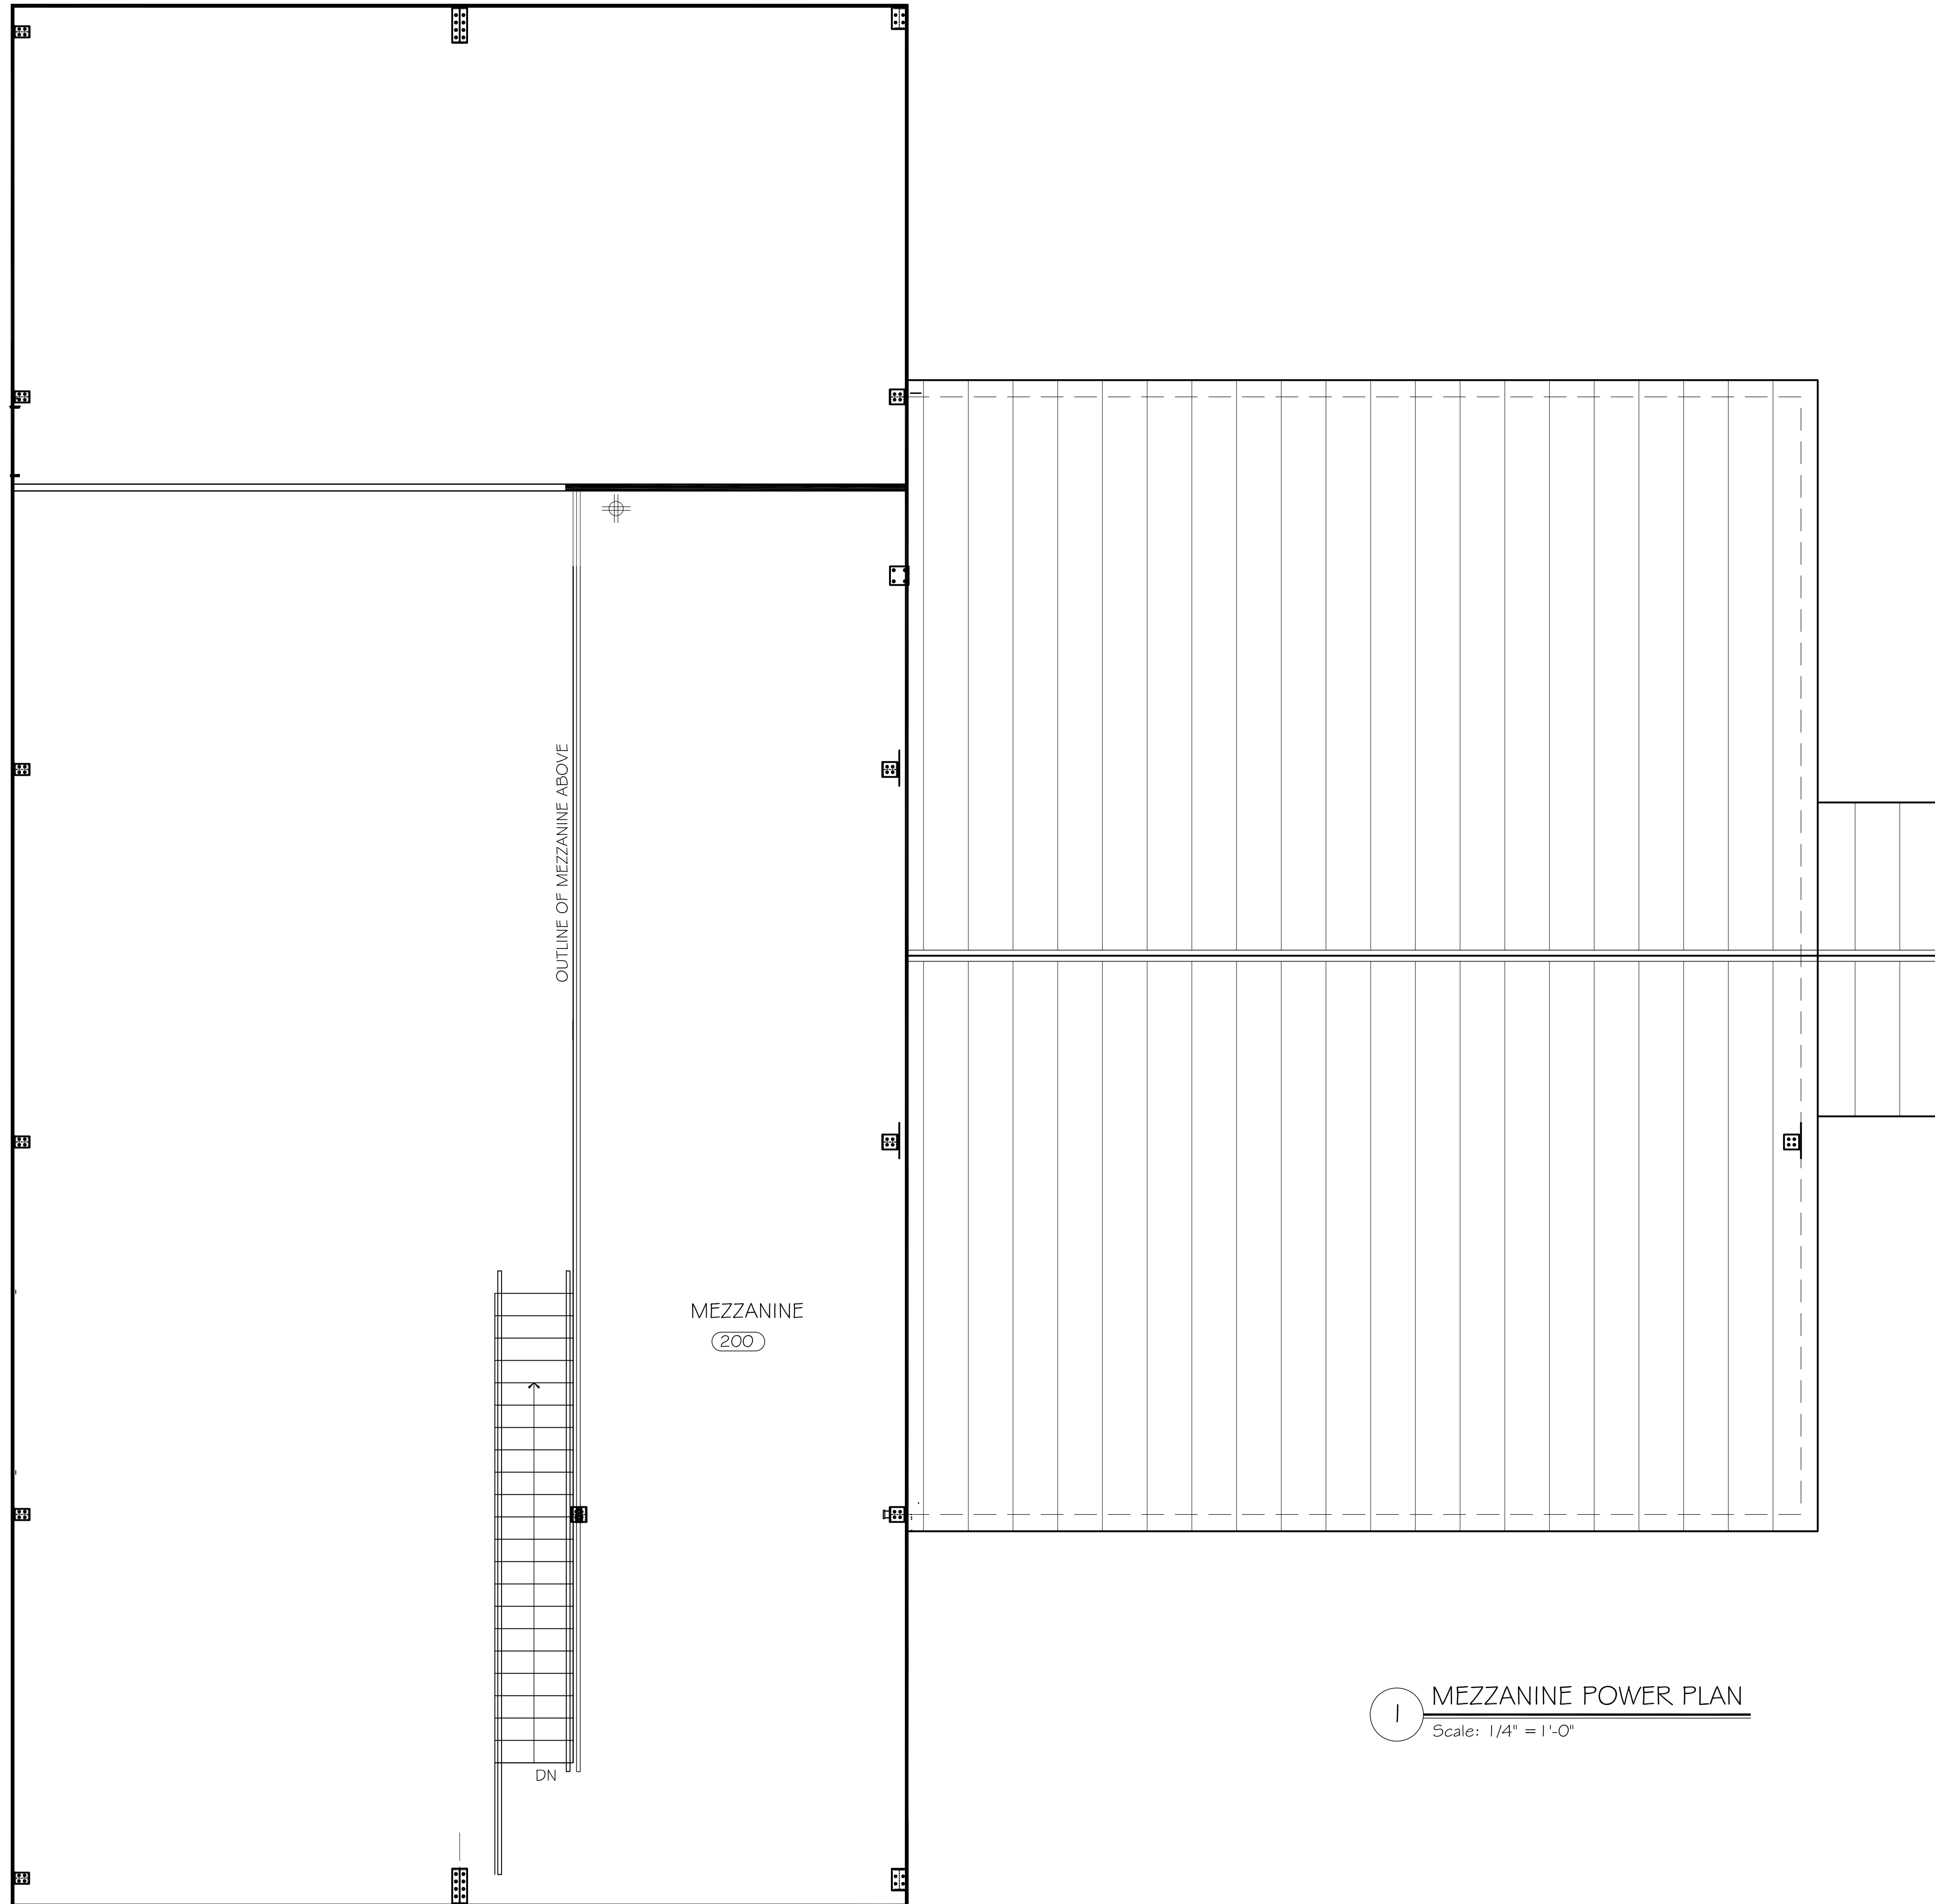 OUTLINE OF MEZZANINE ABOVE
MEZZANINE
200
DN
1
MEZZANINE POWER PLAN
Scale: 1/4" = 1'-0"